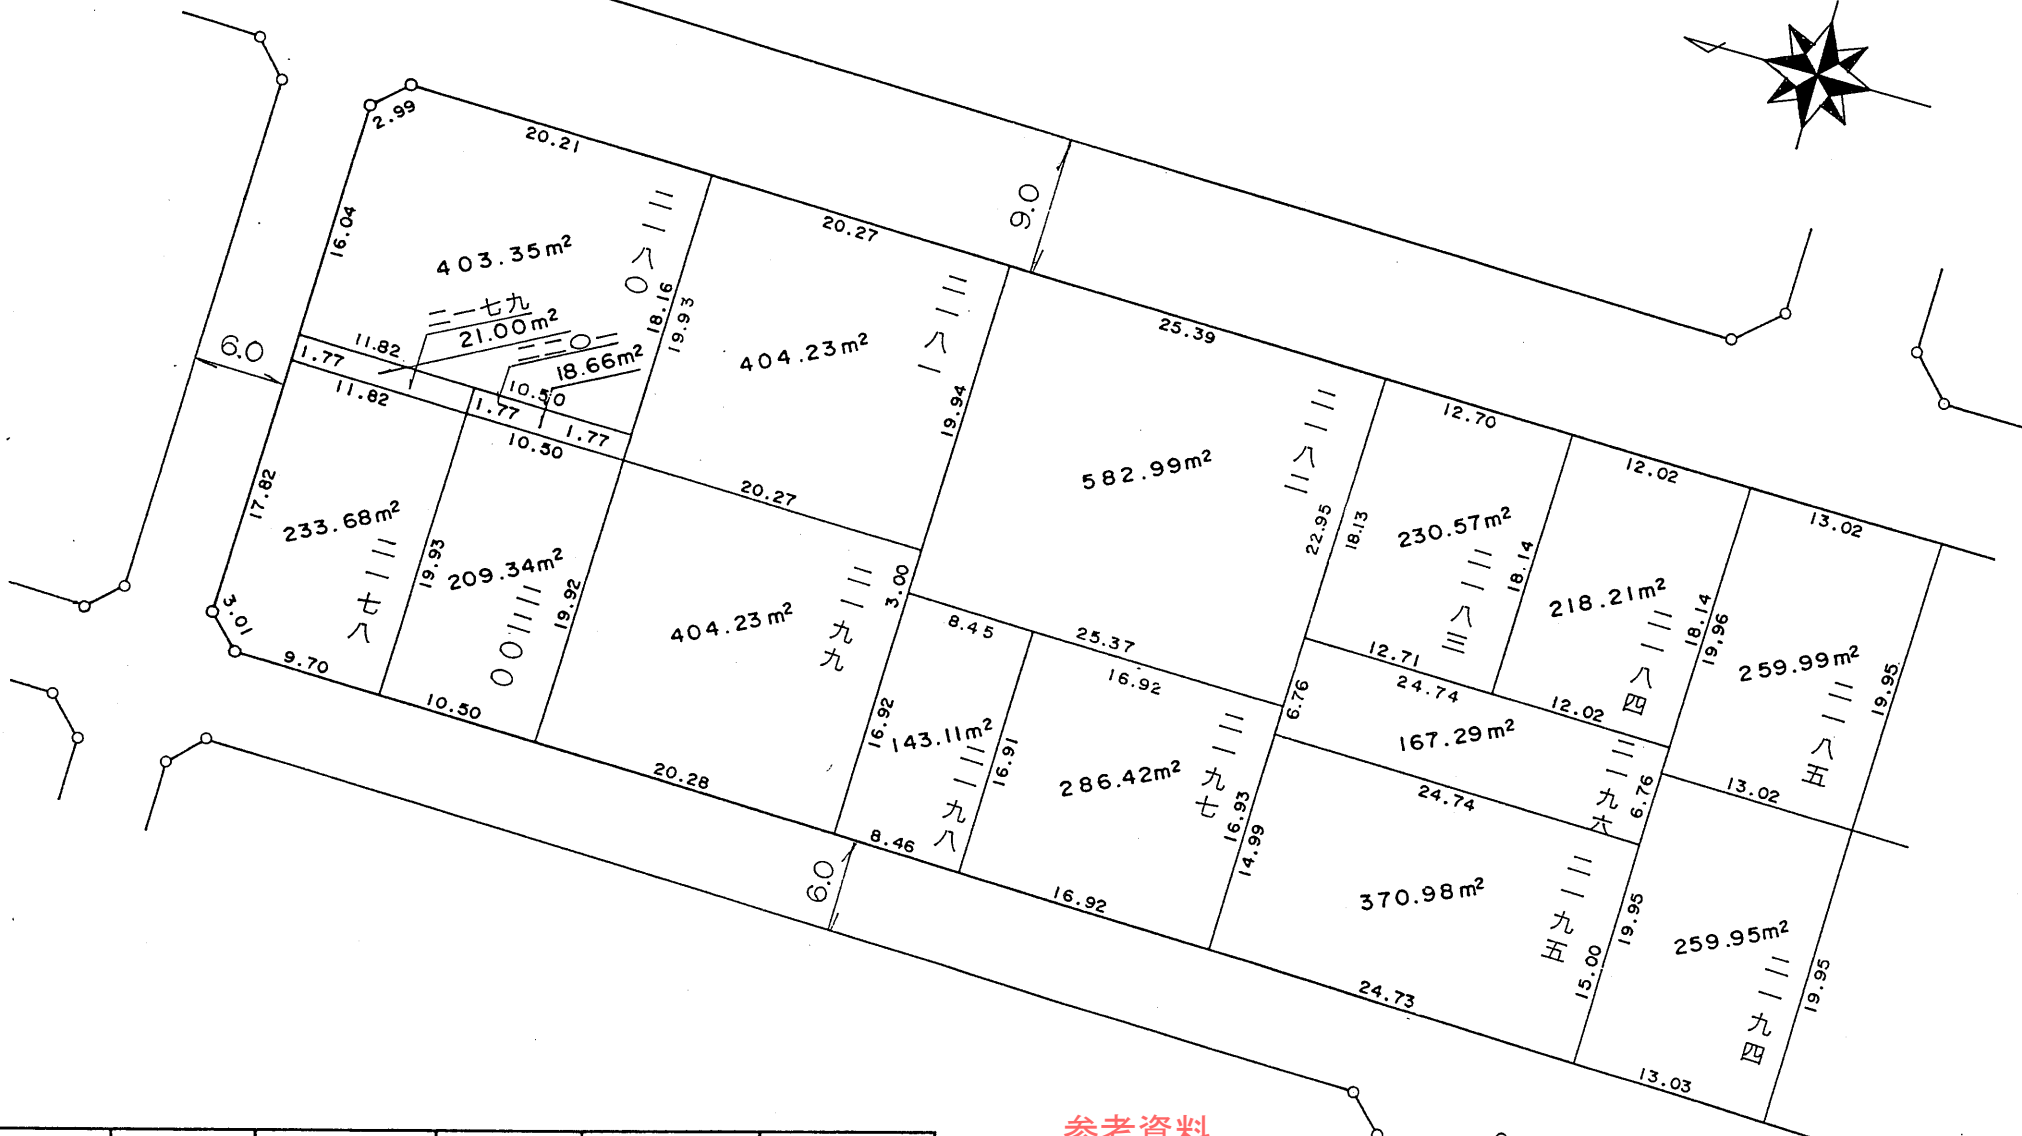 2.99
20.21
16.04
403.35m²
二一八〇
18.16
19.93
二一七九
21.00m²
二二〇一
18.66m²
11.82
1.77
11.82
10.50
1.77
1.77
10.50
6.0
9.0
20.27
404.23m²
二一八一
19.94
20.27
25.39
582.99m²
二一八二
22.95
18.13
12.70
230.57m²
二一八三
18.14
12.71
12.02
218.21m²
二一八四
18.14
19.96
12.02
13.02
259.99m²
二一八五
19.95
13.02
17.82
233.68m²
二一七八
19.93
3.01
9.70
209.34m²
二二〇〇
19.92
10.50
404.23m²
二一九九
3.00
20.28
8.45
25.37
16.92
143.11m²
二一九八
16.91
8.46
16.92
286.42m²
二一九七
16.93
14.99
16.92
6.76
24.74
167.29m²
二一九六
6.76
24.74
370.98m²
二一九五
15.00
19.95
24.73
259.95m²
二一九四
19.95
13.03
6.0
参考資料